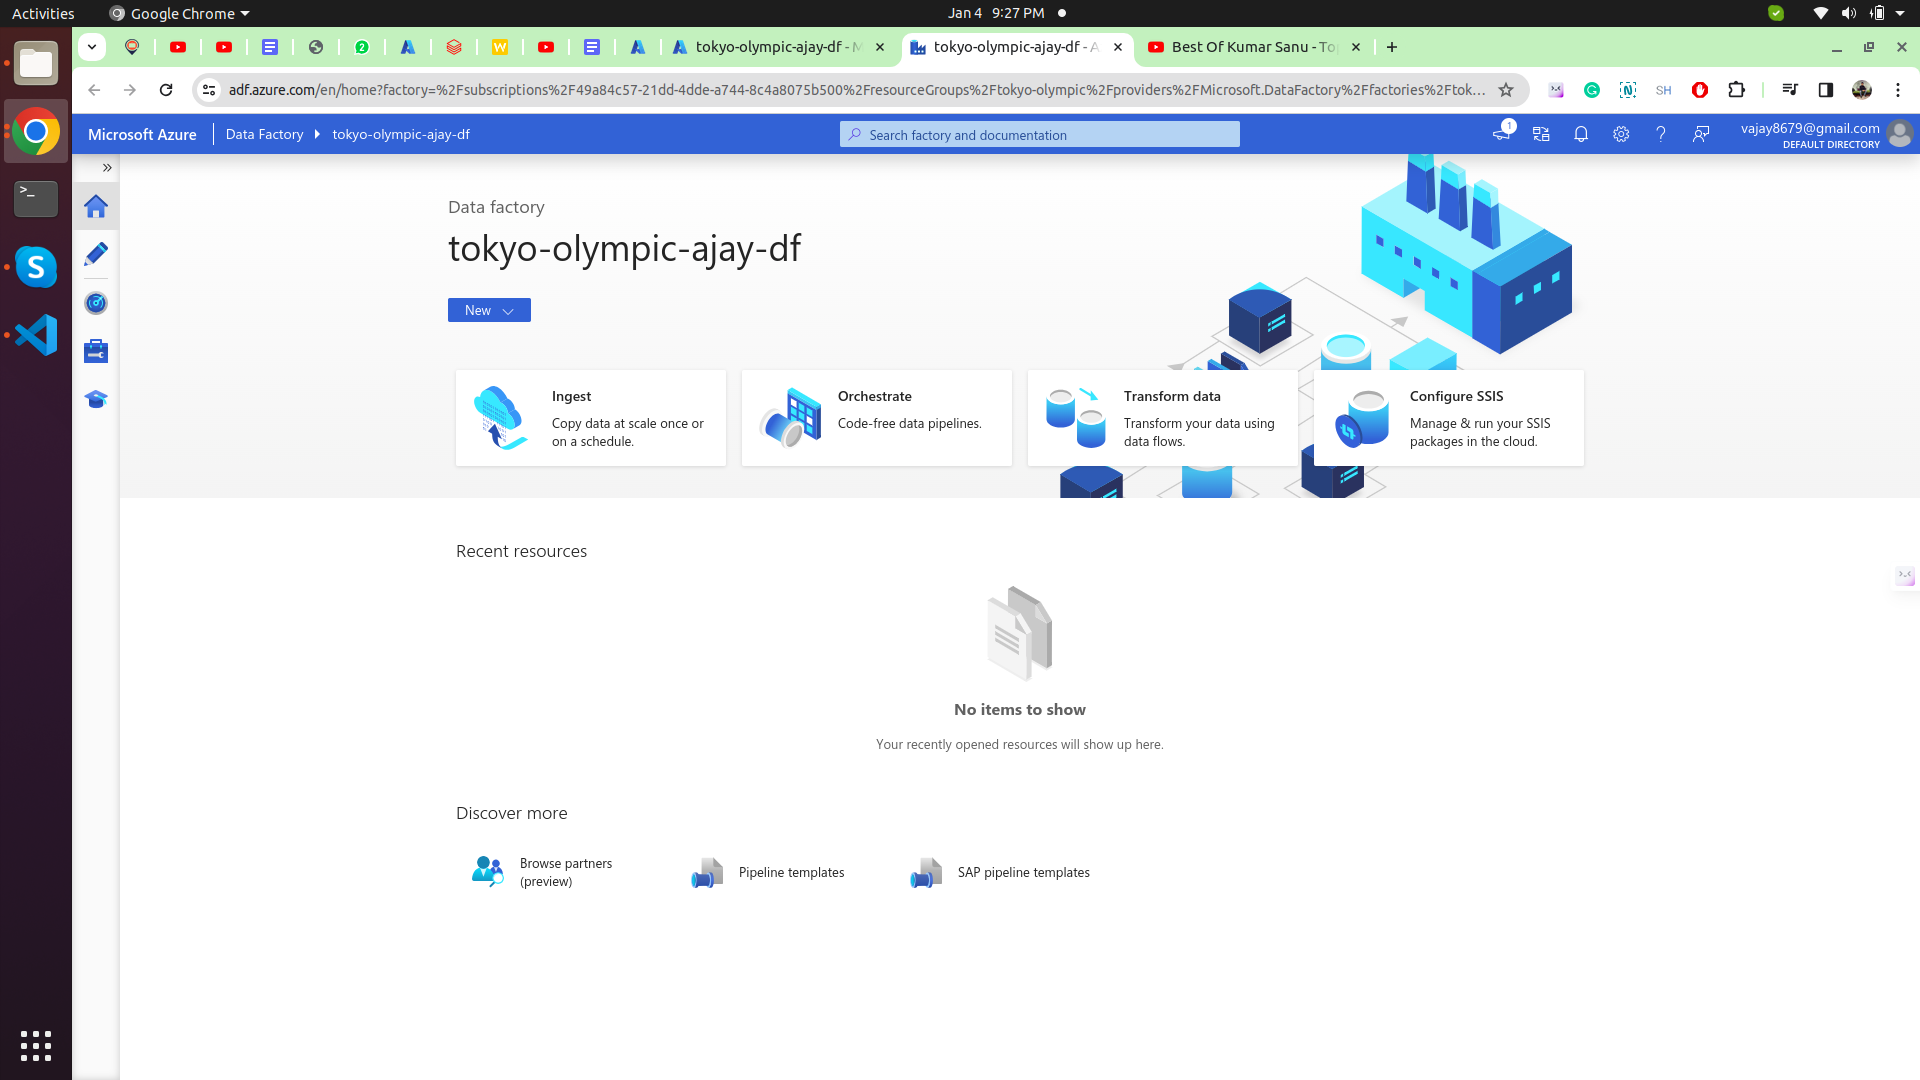 Activities
Google Chrome
Jan 4 9:27 PM
2
W
tokyo-olympic-ajay-df - M
tokyo-olympic-ajay-df - A
Best Of Kumar Sanu - To
adf.azure.com/en/home?factory=%2Fsubscriptions%2F49a84c57-21dd-4dde-a744-8c4a8075b500%2FresourceGroups%2Ftokyo-olympic%2Fproviders%2FMicrosoft.DataFactory%2Ffactories%2Ftok...
SH
Microsoft Azure
Data Factory
tokyo-olympic-ajay-df
Search factory and documentation
1
vajay8679@gmail.com
DEFAULT DIRECTORY
Data factory
tokyo-olympic-ajay-df
New
Ingest
Copy data at scale once or
on a schedule.
Orchestrate
Code-free data pipelines.
Transform data
Transform your data using
data flows.
Configure SSIS
Manage & run your SSIS
packages in the cloud.
Recent resources
No items to show
Your recently opened resources will show up here.
Discover more
Browse partners
(preview)
Pipeline templates
SAP pipeline templates